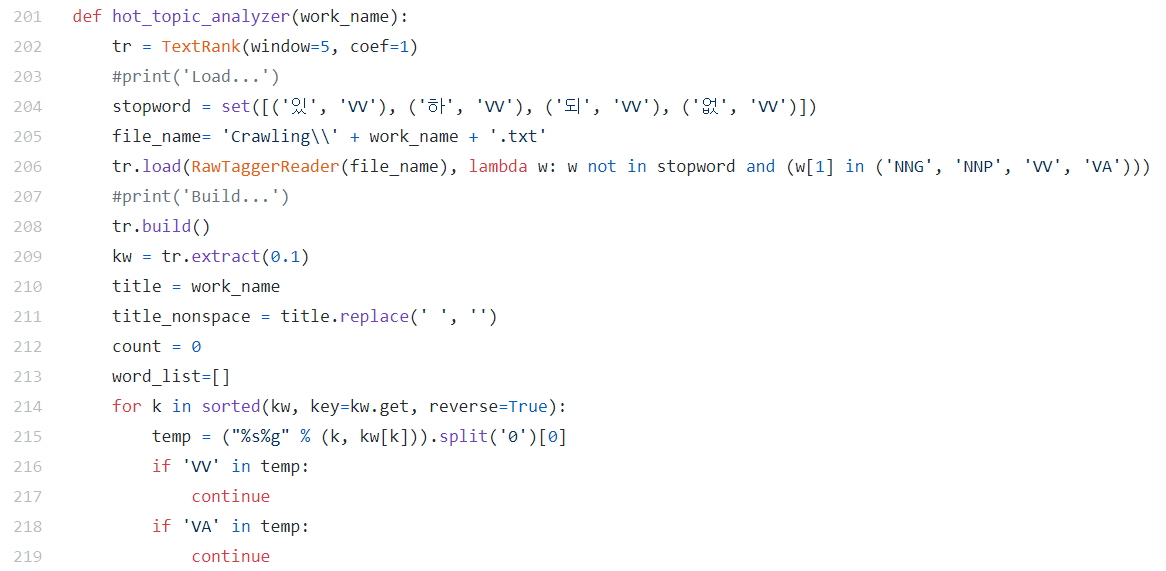 201 def hot_topic_analyzer(work_name):
202     tr = TextRank(window=5, coef=1)
203     #print('Load...')
204     stopword = set([('있', 'VV'), ('하', 'VV'), ('되', 'VV'), ('없', 'VV')])
205     file_name= 'Crawling\\' + work_name + '.txt'
206     tr.load(RawTaggerReader(file_name), lambda w: w not in stopword and (w[1] in ('NNG', 'NNP', 'VV', 'VA')))
207     #print('Build...')
208     tr.build()
209     kw = tr.extract(0.1)
210     title = work_name
211     title_nonspace = title.replace(' ', '')
212     count = 0
213     word_list=[]
214     for k in sorted(kw, key=kw.get, reverse=True):
215         temp = ("%s%g" % (k, kw[k])).split('0')[0]
216         if 'VV' in temp:
217             continue
218         if 'VA' in temp:
219             continue